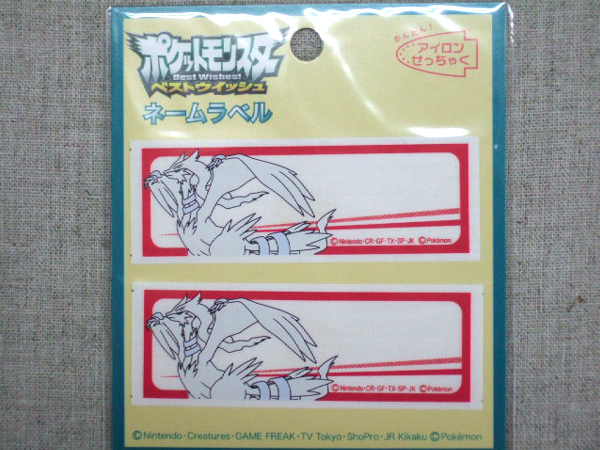 ポケットモンスター
Best Wishes!
ベストウイッシュ
ネームラベル
かんたん!
アイロン
せっちゃく
©Nintendo・CR・GF・TX・SP・JK ©Pokémon
©Nintendo・CR・GF・TX・SP・JK ©Pokémon
©Nintendo・Creatures・GAME FREAK・TV Tokyo・ShoPro・JR Kikaku ©Pokémon